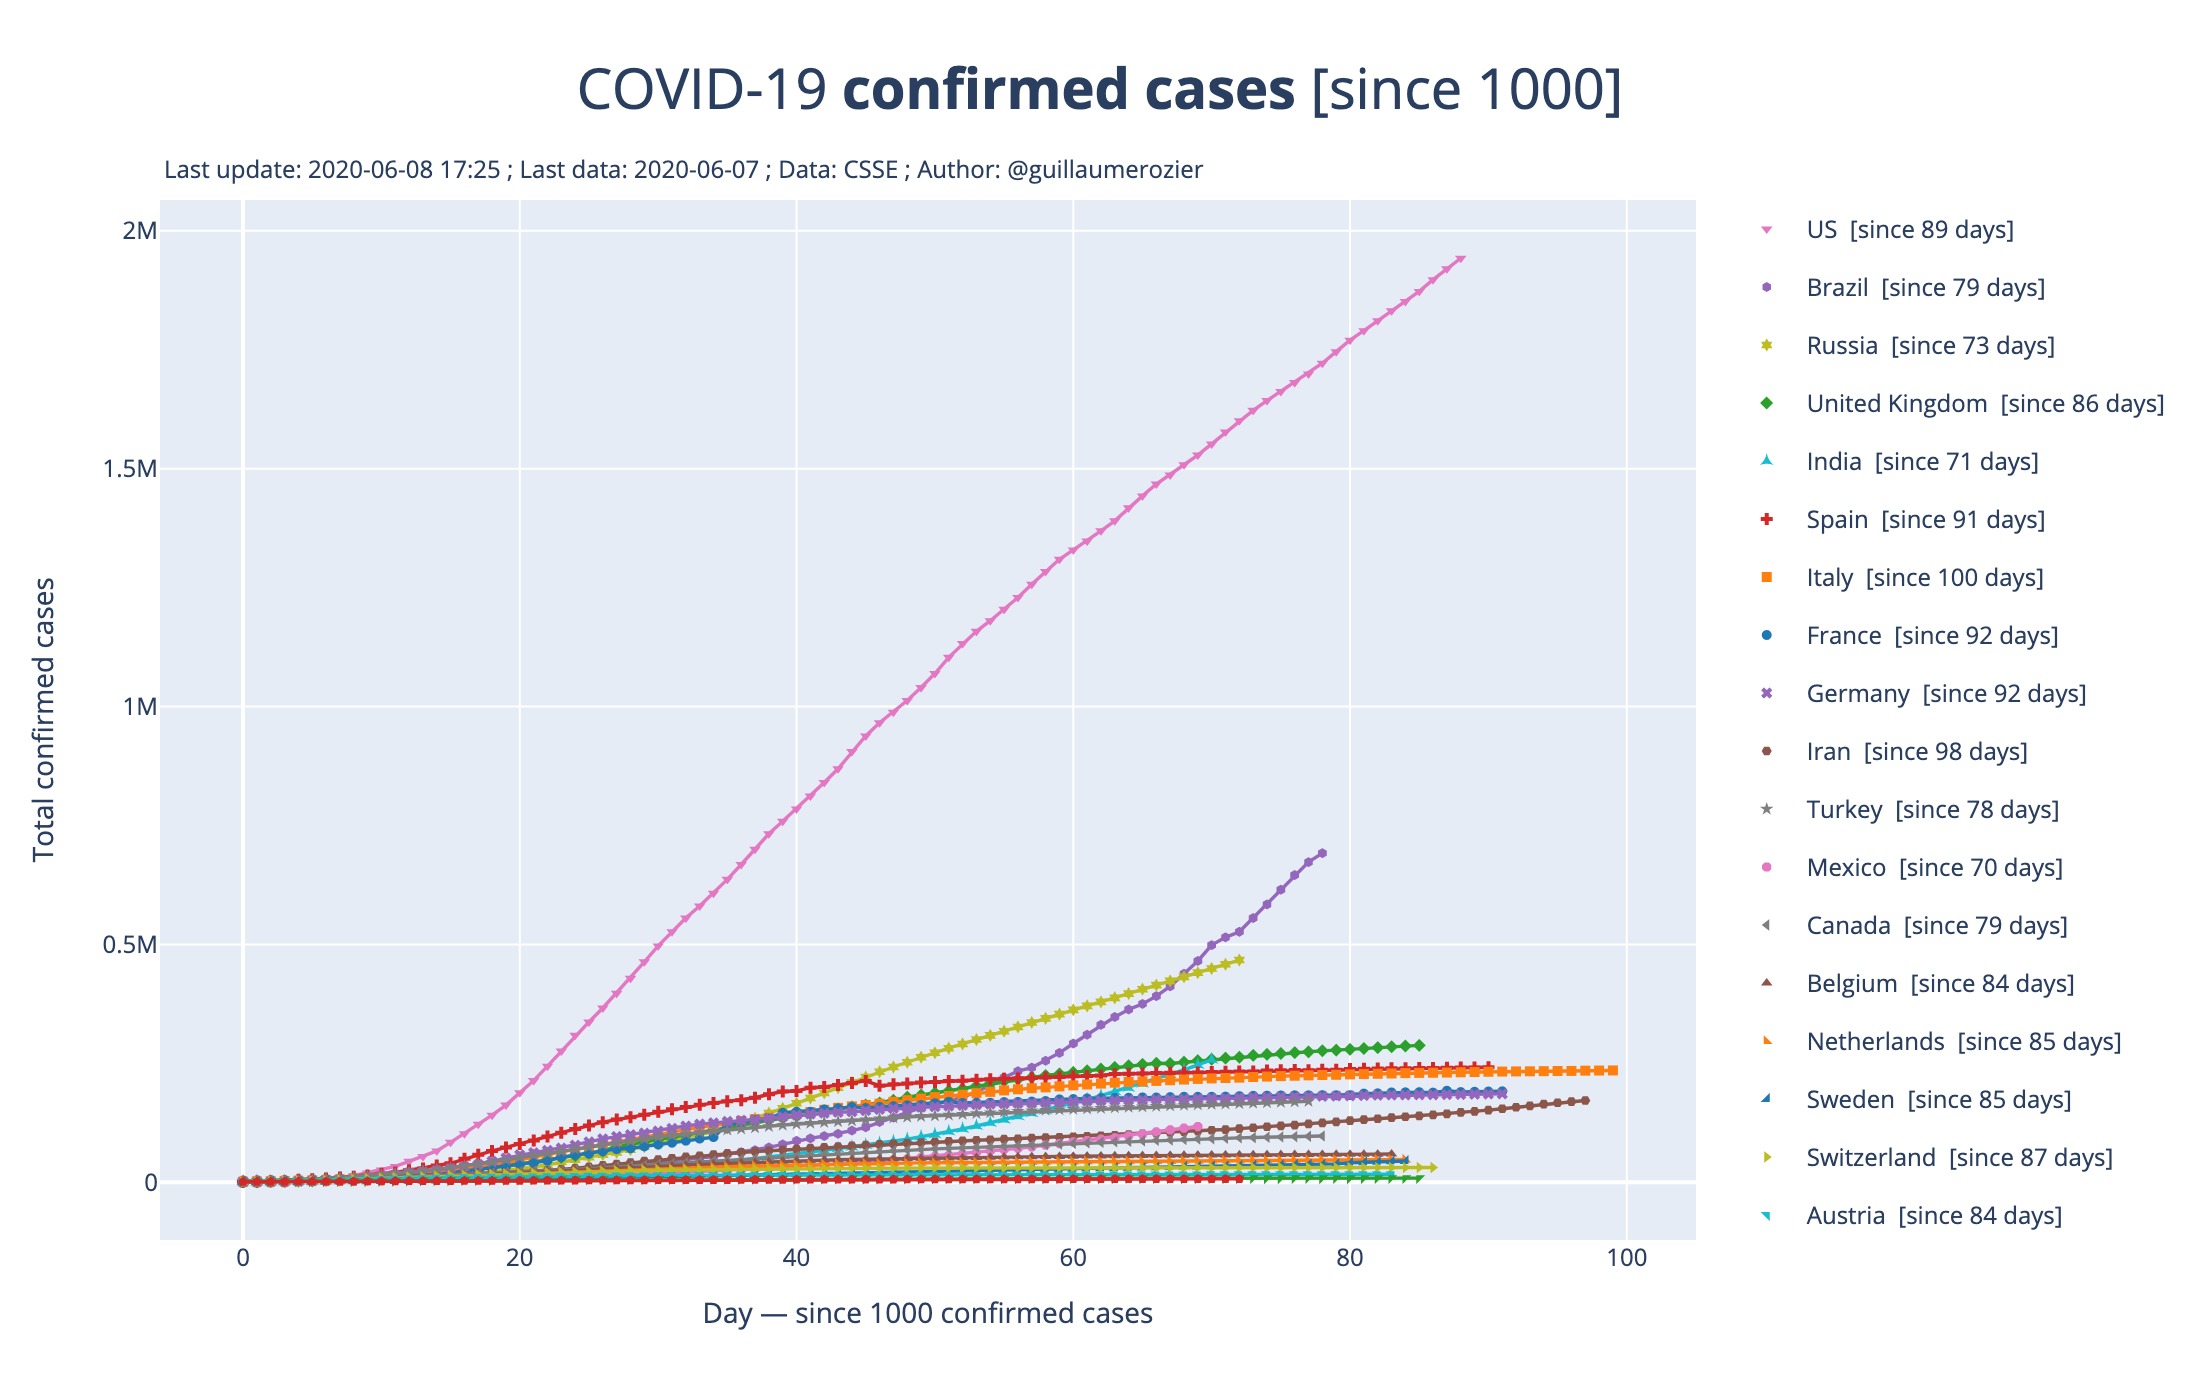 COVID-19 confirmed cases [since 1000]
Last update: 2020-06-08 17:25 ; Last data: 2020-06-07 ; Data: CSSE ; Author: @guillaumerozier
2M
1.5M
1M
0.5M
0
Total confirmed cases
0 20 40 60 80 100
Day — since 1000 confirmed cases
US [since 89 days]
Brazil [since 79 days]
Russia [since 73 days]
United Kingdom [since 86 days]
India [since 71 days]
Spain [since 91 days]
Italy [since 100 days]
France [since 92 days]
Germany [since 92 days]
Iran [since 98 days]
Turkey [since 78 days]
Mexico [since 70 days]
Canada [since 79 days]
Belgium [since 84 days]
Netherlands [since 85 days]
Sweden [since 85 days]
Switzerland [since 87 days]
Austria [since 84 days]